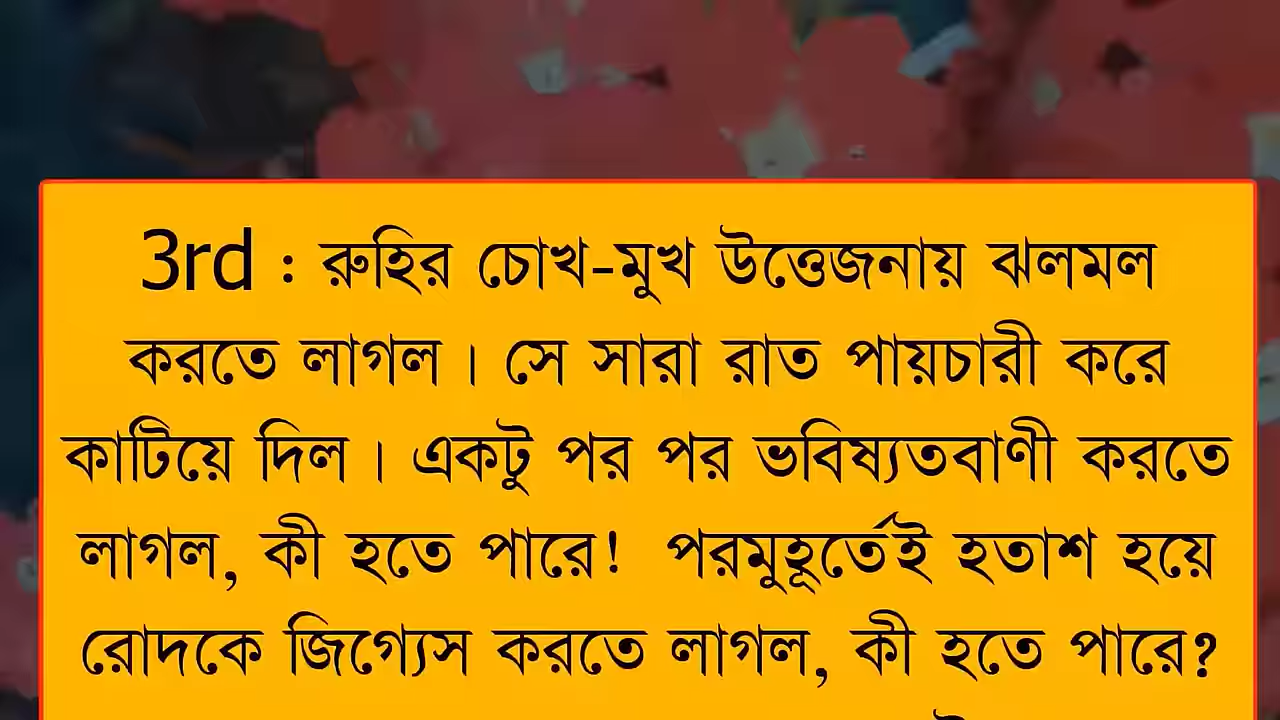 3rd : রুহির চোখ-মুখ উত্তেজনায় ঝলমল
করতে লাগল । সে সারা রাত পায়চারী করে
কাটিয়ে দিল । একটু পর পর ভবিষ্যতবাণী করতে
লাগল, কী হতে পারে! পরমুহূর্তেই হতাশ হয়ে
রোদকে জিগ্যেস করতে লাগল, কী হতে পারে?